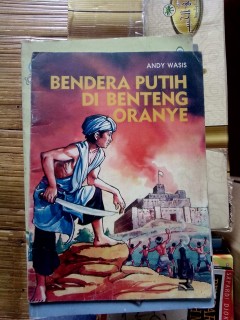 ANDY WASIS
BENDERA PUTIH
DI BENTENG
ORANYE